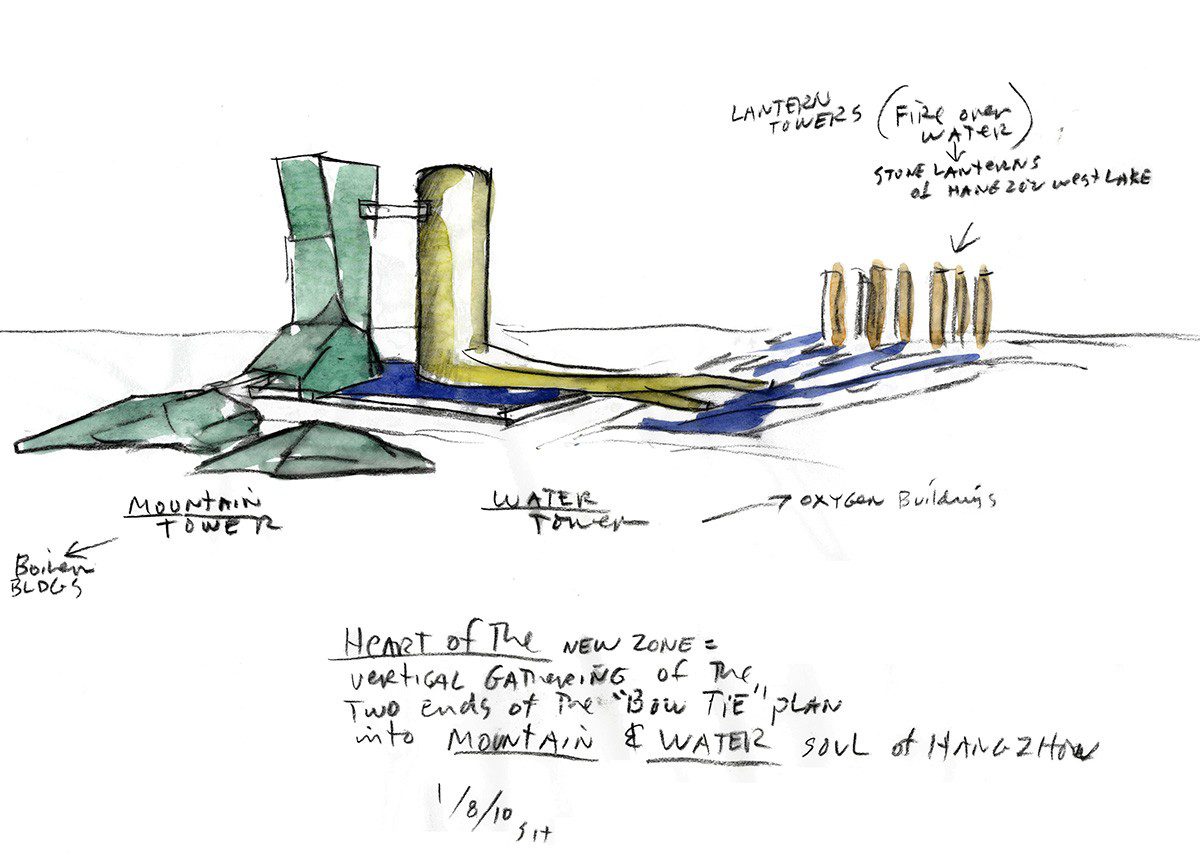 LANTERN
TOWERS (FIRE over
WATER)
STONE LANTERNS
of HANGZOU West LAKE
MOUNTAIN
TOWER
WATER
Tower
OXYGEN Buildings
Boiler
BLDGS
HEART of The NEW ZONE =
VERTICAL GATHERING of The
TWO Ends of The "BOW TIE" PLAN
into MOUNTAIN & WATER SOUL of HANGZHOU
1/8/10